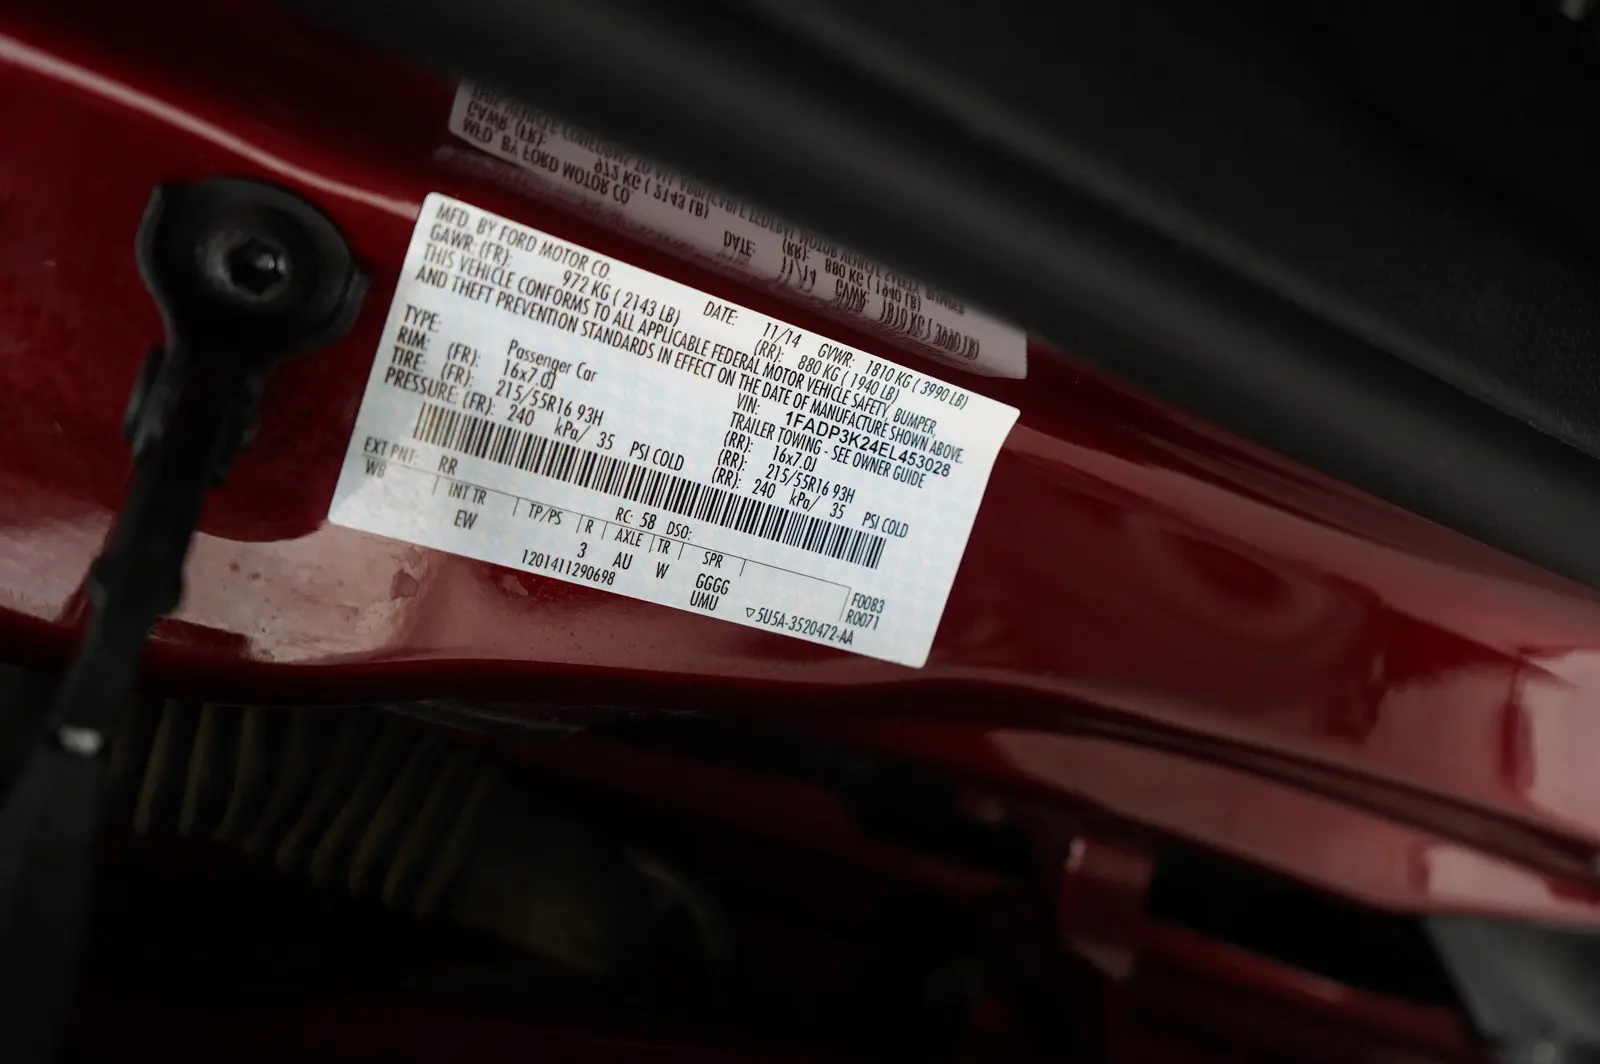 MFD. BY FORD MOTOR CO.
DATE: 11/14 GVWR: 1810 KG ( 3990 LB)
GAWR: (FR): 972 KG ( 2143 LB) (RR): 880 KG ( 1940 LB)
THIS VEHICLE CONFORMS TO ALL APPLICABLE FEDERAL MOTOR VEHICLE SAFETY, BUMPER,
AND THEFT PREVENTION STANDARDS IN EFFECT ON THE DATE OF MANUFACTURE SHOWN ABOVE.
VIN: 1FADP3K24EL453028
TYPE: Passenger Car TRAILER TOWING - SEE OWNER GUIDE
RIM: (FR): 16x7.0J (RR): 16x7.0J
TIRE: (FR): 215/55R16 93H (RR): 215/55R16 93H
PRESSURE: (FR): 240 kPa/ 35 PSI COLD (RR): 240 kPa/ 35 PSI COLD
EXT PNT: RR RC: 58 DSO:
WB INT TR TP/PS R AXLE TR SPR
EW 3 AU W GGGG F0083
1201411290698 UMU R0071
▽5U5A-3520472-AA